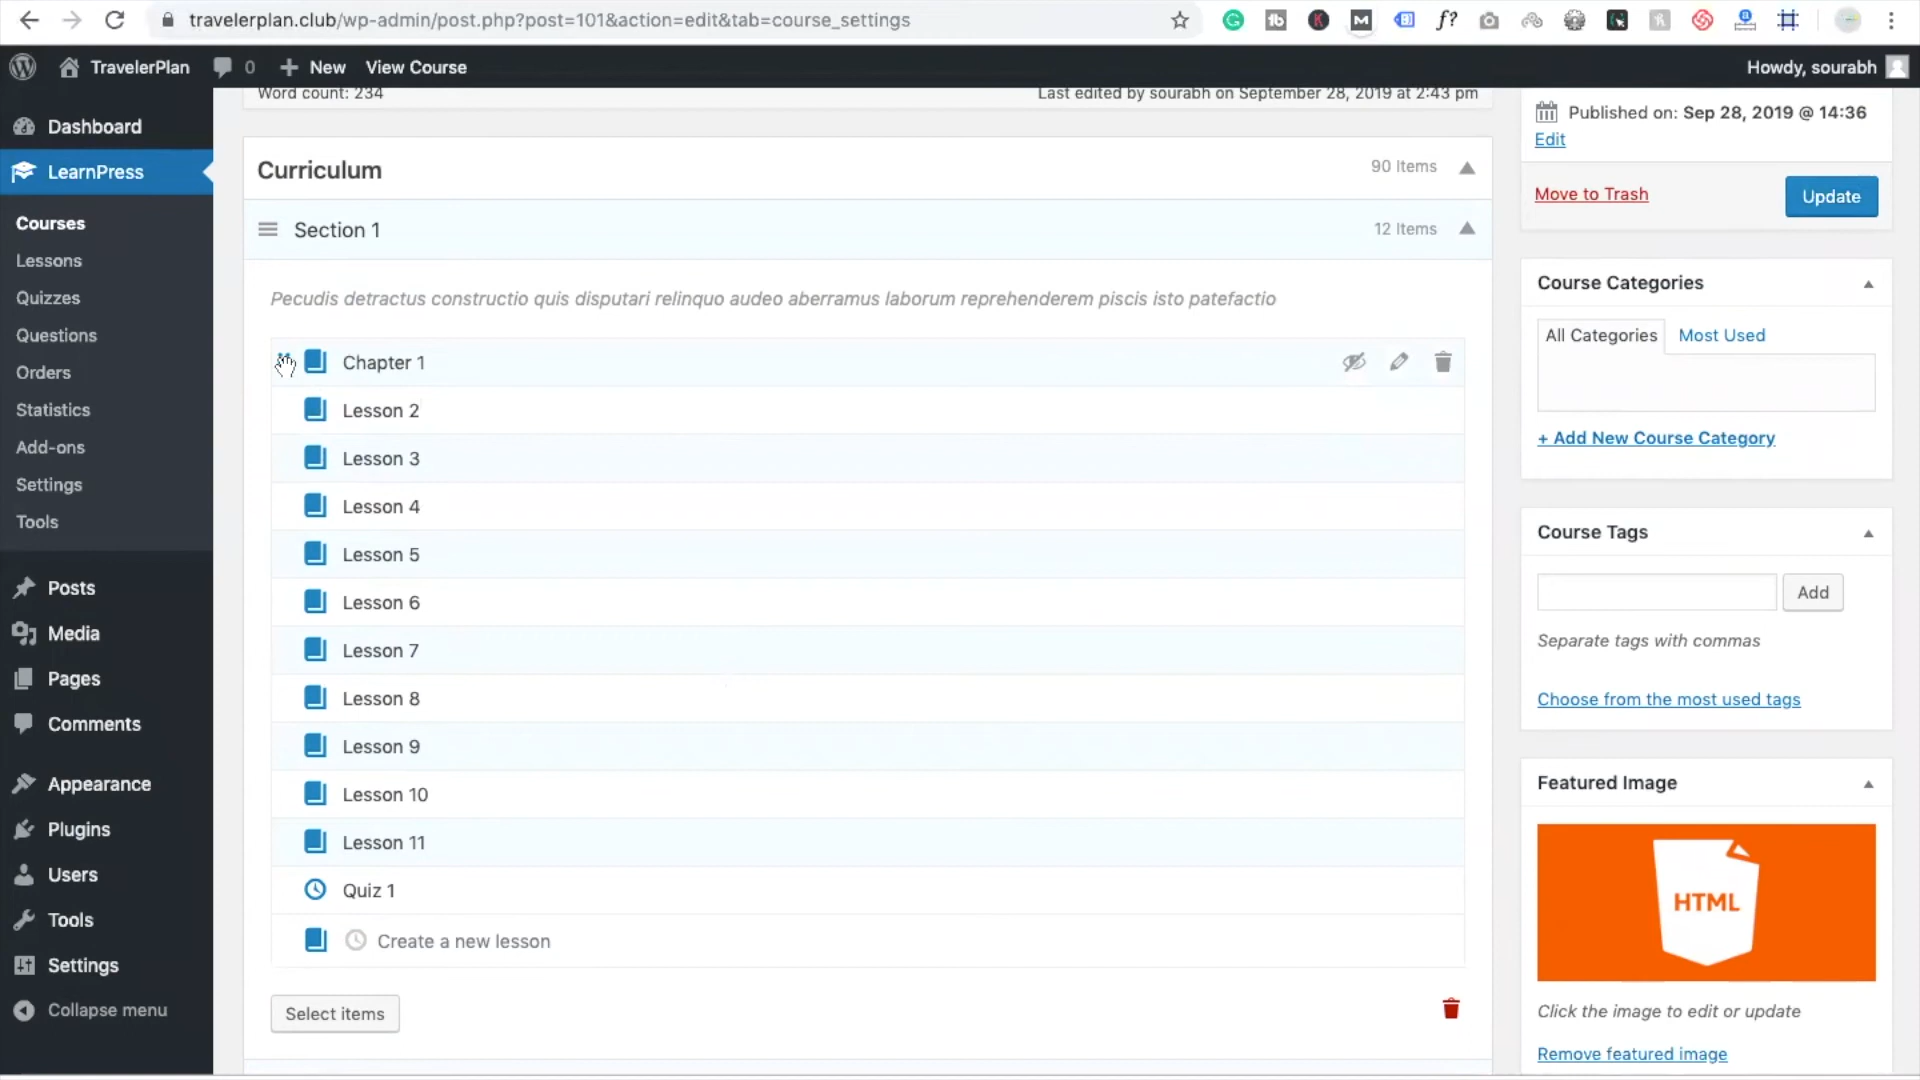 travelerplan.club/wp-admin/post.php?post=101&action=edit&tab=course_settings
TravelerPlan
0
New
View Course
Howdy, sourabh
Dashboard
LearnPress
Courses
Lessons
Quizzes
Questions
Orders
Statistics
Add-ons
Settings
Tools
Posts
Media
Pages
Comments
Appearance
Plugins
Users
Tools
Settings
Collapse menu
Word count: 234
Last edited by sourabh on September 28, 2019 at 2:43 pm
Curriculum
90 Items
Section 1
12 Items
Pecudis detractus constructio quis disputari relinquo audeo aberramus laborum reprehenderem piscis isto patefactio
Chapter 1
Lesson 2
Lesson 3
Lesson 4
Lesson 5
Lesson 6
Lesson 7
Lesson 8
Lesson 9
Lesson 10
Lesson 11
Quiz 1
Create a new lesson
Select items
Published on: Sep 28, 2019 @ 14:36
Edit
Move to Trash
Update
Course Categories
All Categories
Most Used
+ Add New Course Category
Course Tags
Add
Separate tags with commas
Choose from the most used tags
Featured Image
HTML
Click the image to edit or update
Remove featured image